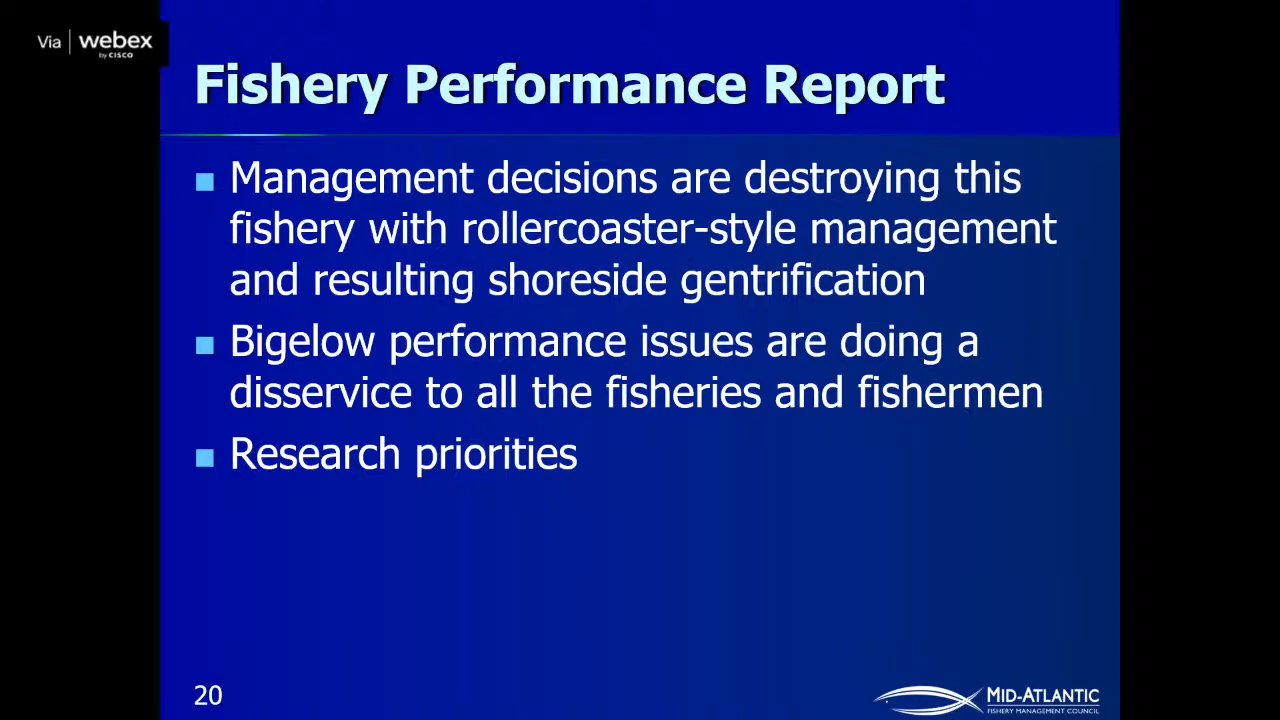 Via | webex
by CISCO
Fishery Performance Report
Management decisions are destroying this
fishery with rollercoaster-style management
and resulting shoreside gentrification
Bigelow performance issues are doing a
disservice to all the fisheries and fishermen
Research priorities
20
MID-ATLANTIC
FISHERY MANAGEMENT COUNCIL